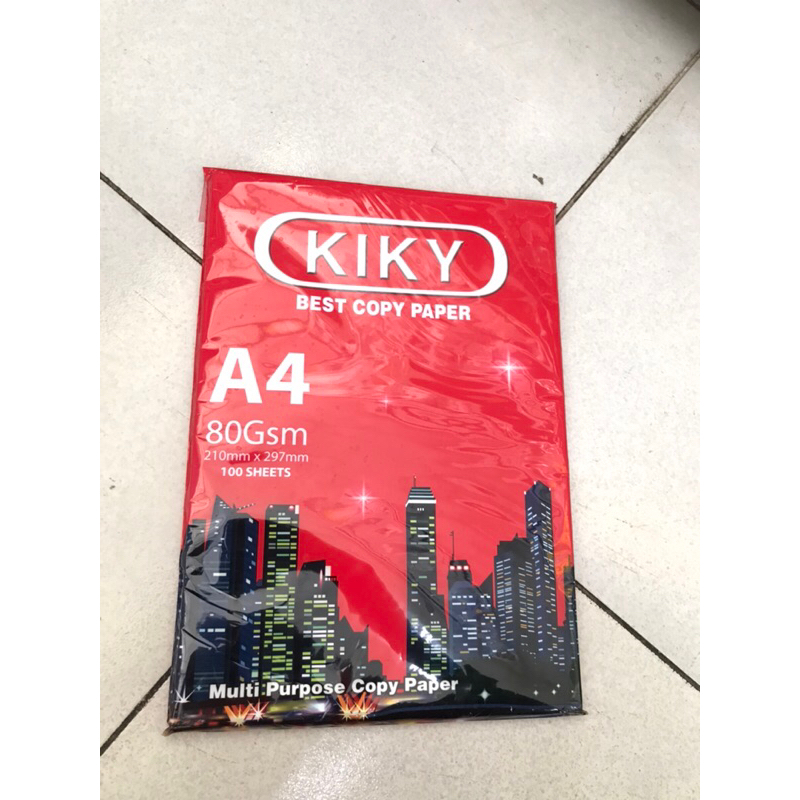 KIKY
BEST COPY PAPER
A4
80Gsm
210mm x 297mm
100 SHEETS
Multi Purpose Copy Paper